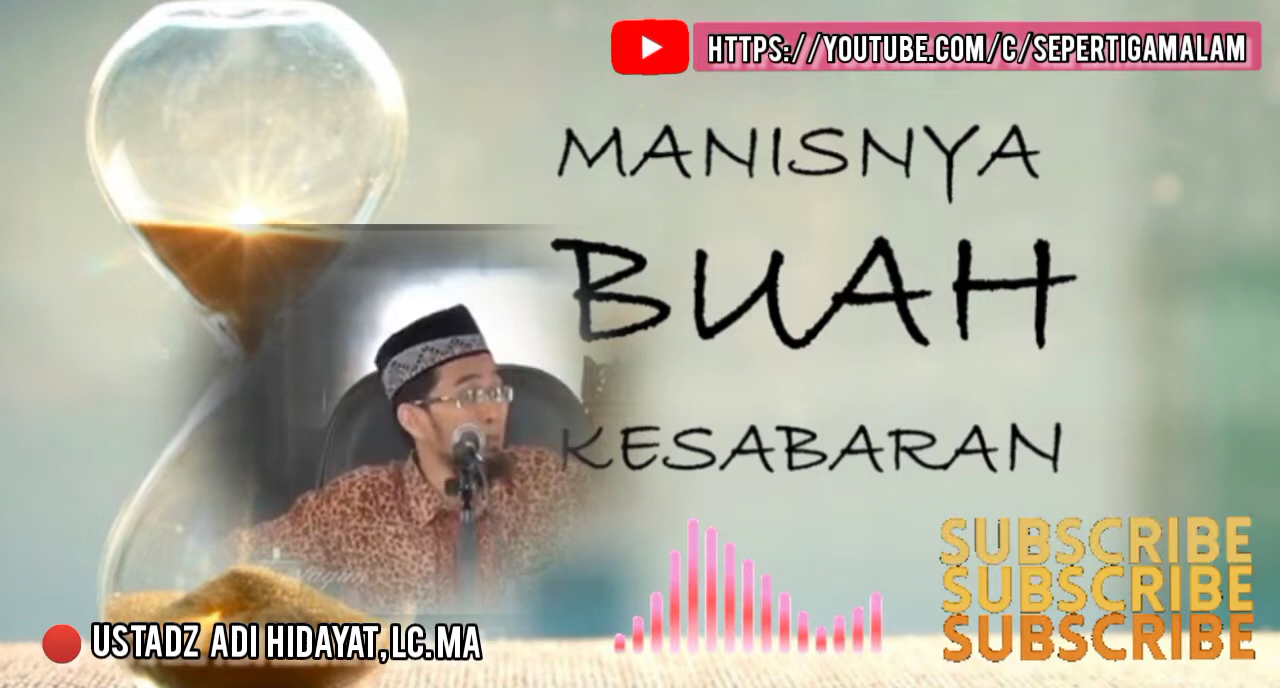 HTTPS://YOUTUBE.COM/C/SEPERTIGAMALAM
MANISNYA
BUAH
KESABARAN
SUBSCRIBE
SUBSCRIBE
SUBSCRIBE
USTADZ ADI HIDAYAT,LC.MA